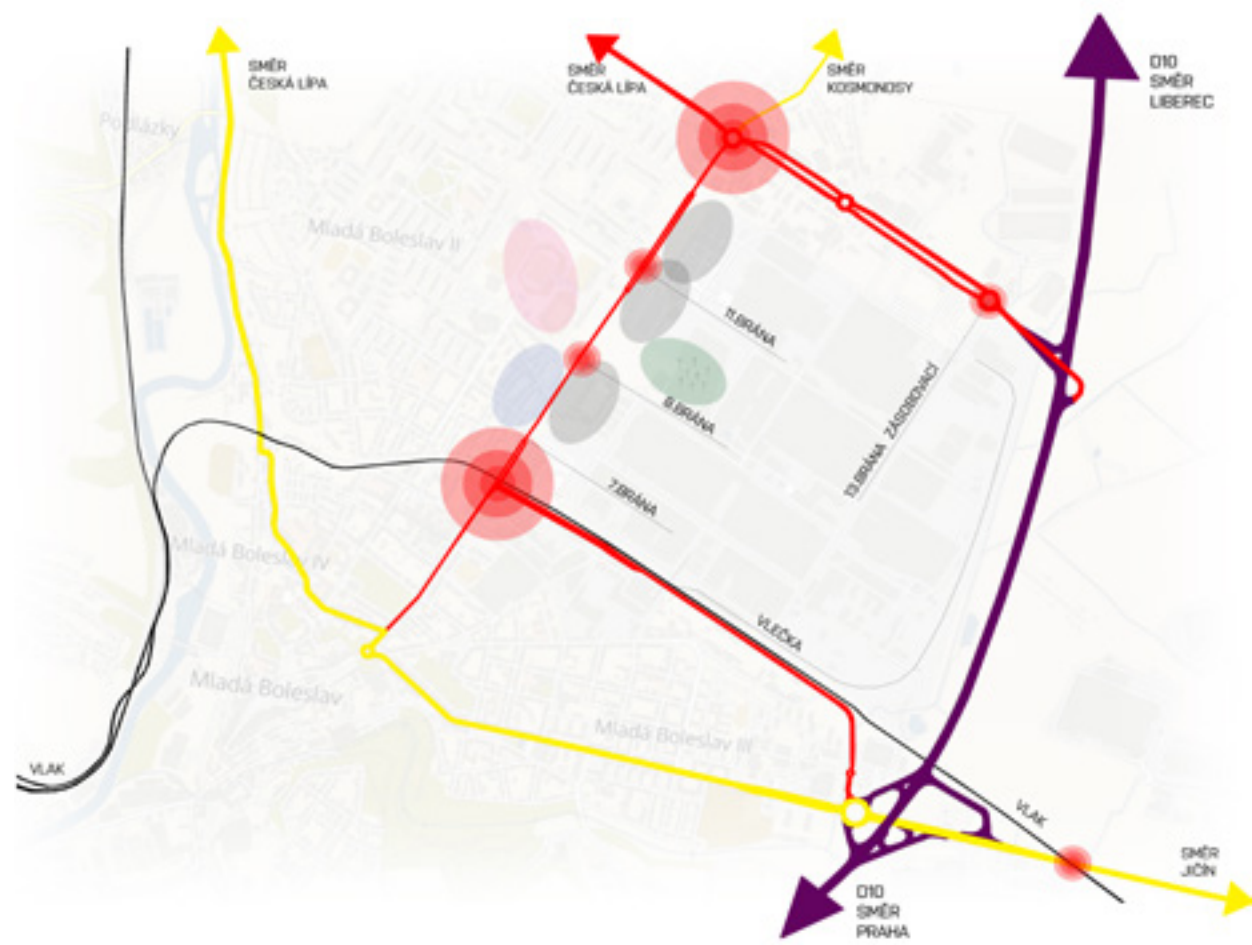 SMĚR
ČESKÁ LÍPA
SMĚR
ČESKÁ LÍPA
SMĚR
KOSMONOSY
D10
SMĚR
LIBEREC
Podlázky
Mladá Boleslav II
11.BRÁNA
9.BRÁNA
13.BRÁNA ZÁSOBOVACÍ
7.BRÁNA
Mladá Boleslav IV
VLEČKA
Mladá Boleslav
Mladá Boleslav III
VLAK
VLAK
SMĚR
JIČÍN
D10
SMĚR
PRAHA